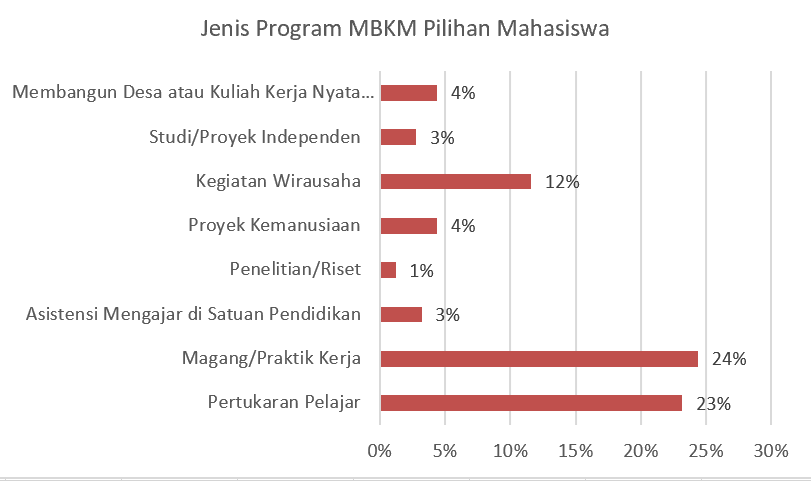 Jenis Program MBKM Pilihan Mahasiswa
Membangun Desa atau Kuliah Kerja Nyata... 4%
Studi/Proyek Independen 3%
Kegiatan Wirausaha 12%
Proyek Kemanusiaan 4%
Penelitian/Riset 1%
Asistensi Mengajar di Satuan Pendidikan 3%
Magang/Praktik Kerja 24%
Pertukaran Pelajar 23%
0% 5% 10% 15% 20% 25% 30%